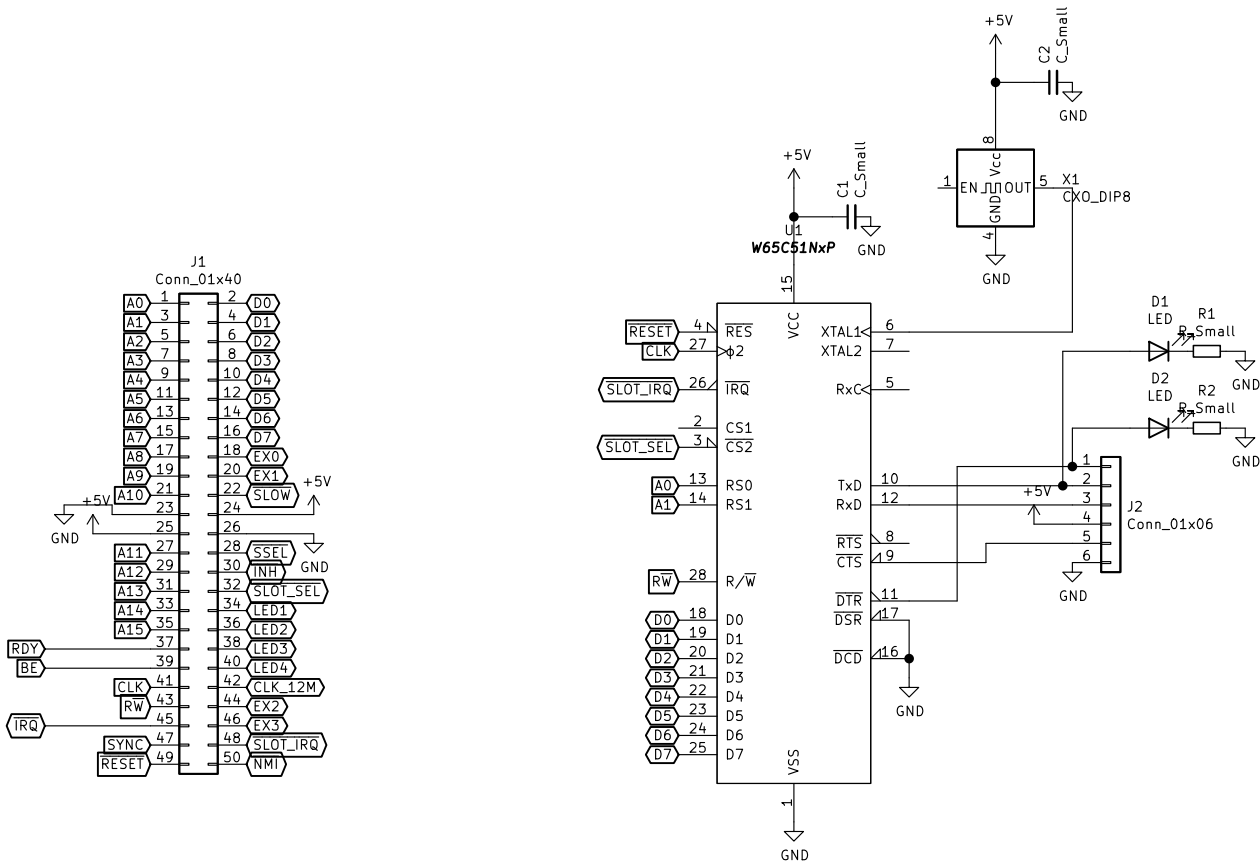 J1
Conn_01x40
A0 1 2 D0
A1 3 4 D1
A2 5 6 D2
A3 7 8 D3
A4 9 10 D4
A5 11 12 D5
A6 13 14 D6
A7 15 16 D7
A8 17 18 EX0
A9 19 20 EX1
A10 21 22 SLOW
+5V
+5V
23 24
GND
25 26
A11 27 28 SSEL
GND
A12 29 30 INH
A13 31 32 SLOT_SEL
A14 33 34 LED1
A15 35 36 LED2
RDY 37 38 LED3
BE 39 40 LED4
CLK 41 42 CLK_12M
RW 43 44 EX2
IRQ 45 46 EX3
SYNC 47 48 SLOT_IRQ
RESET 49 50 NMI
+5V
C1
C_Small
GND
U1
W65C51NxP
15
VCC
RESET 4 RES
CLK 27 ϕ2
SLOT_IRQ 26 IRQ
2 CS1
SLOT_SEL 3 CS2
A0 13 RS0
A1 14 RS1
RW 28 R/W
D0 18 D0
D1 19 D1
D2 20 D2
D3 21 D3
D4 22 D4
D5 23 D5
D6 24 D6
D7 25 D7
VSS
1
GND
XTAL1 6
XTAL2 7
RxC 5
TxD 10
RxD 12
RTS 8
CTS 9
DTR 11
DSR 17
DCD 16
GND
+5V
C2
C_Small
GND
8
Vcc
1 EN OUT 5
X1
CXO_DIP8
GND
4
GND
D1
LED
R1
R_Small
GND
D2
LED
R2
R_Small
GND
1
2
3
4
5
6
+5V
J2
Conn_01x06
GND